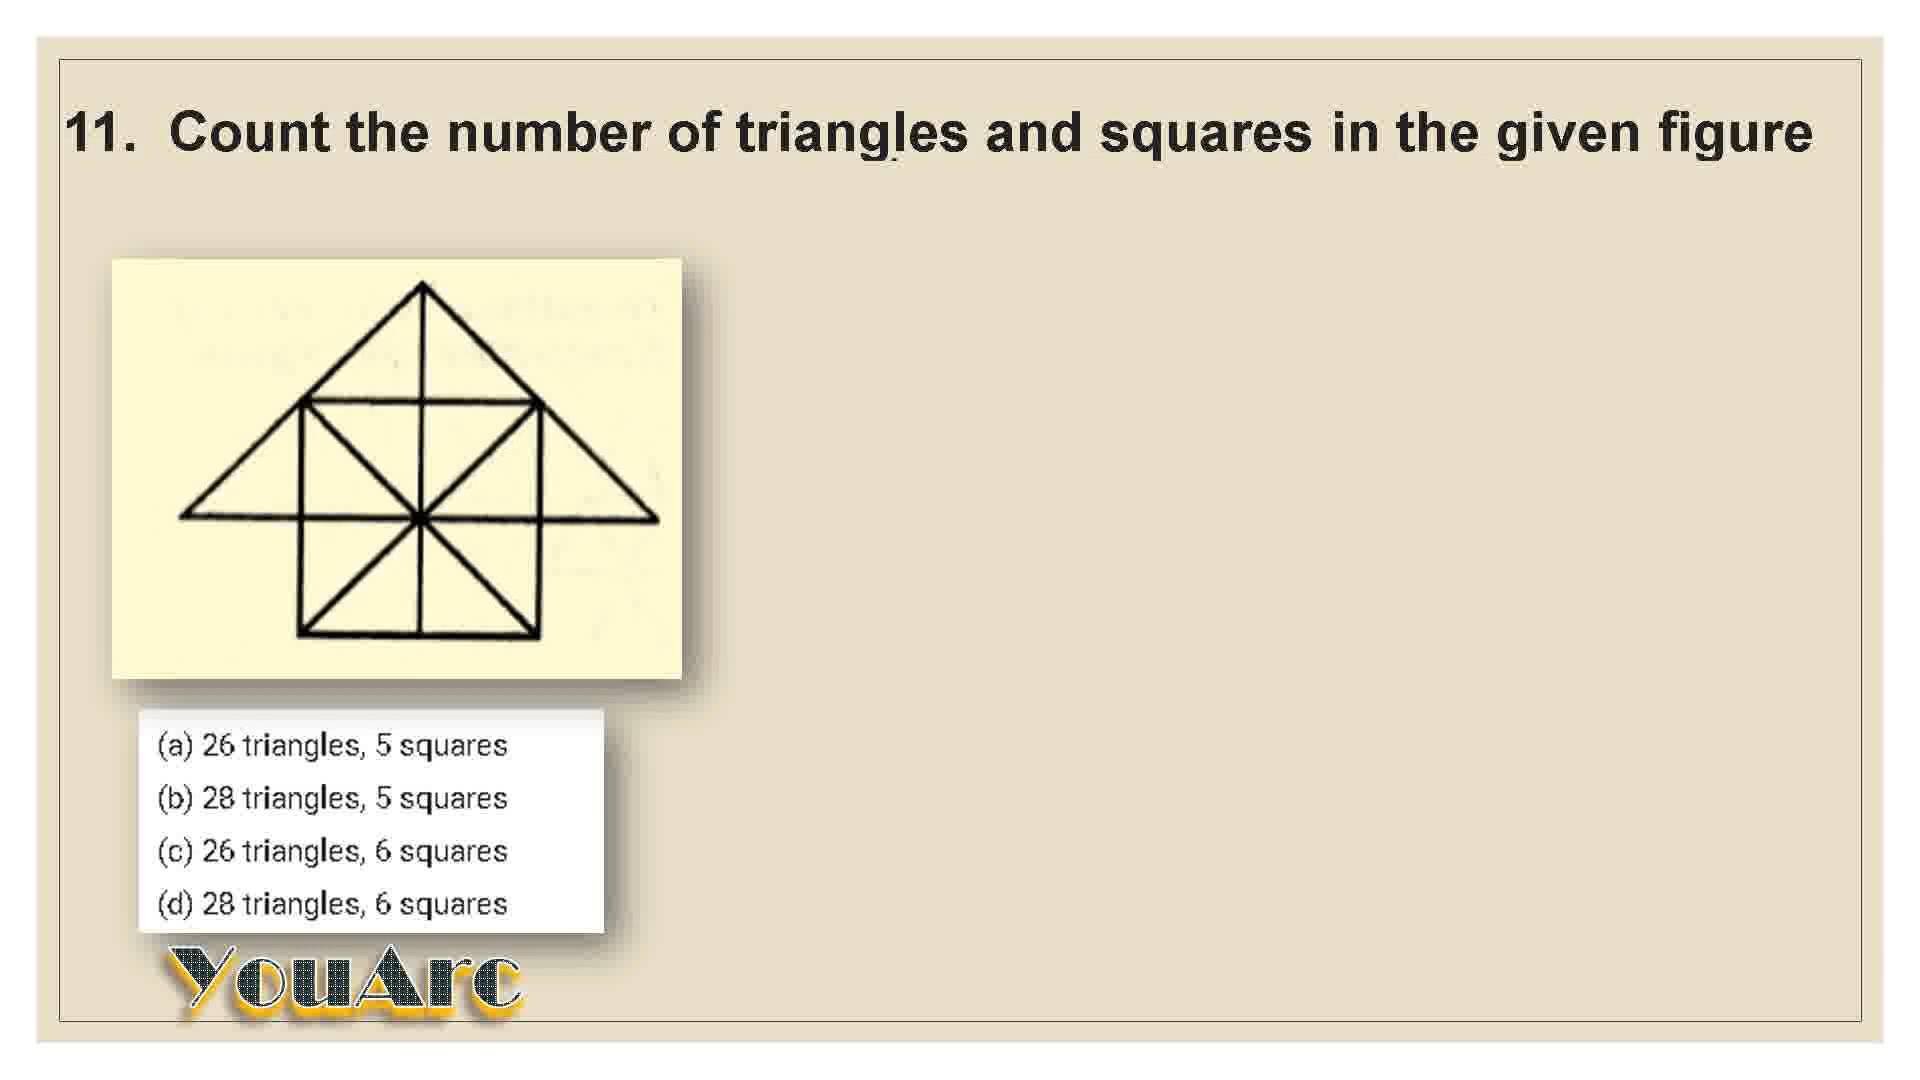 11. Count the number of triangles and squares in the given figure
(a) 26 triangles, 5 squares
(b) 28 triangles, 5 squares
(c) 26 triangles, 6 squares
(d) 28 triangles, 6 squares
YouArc